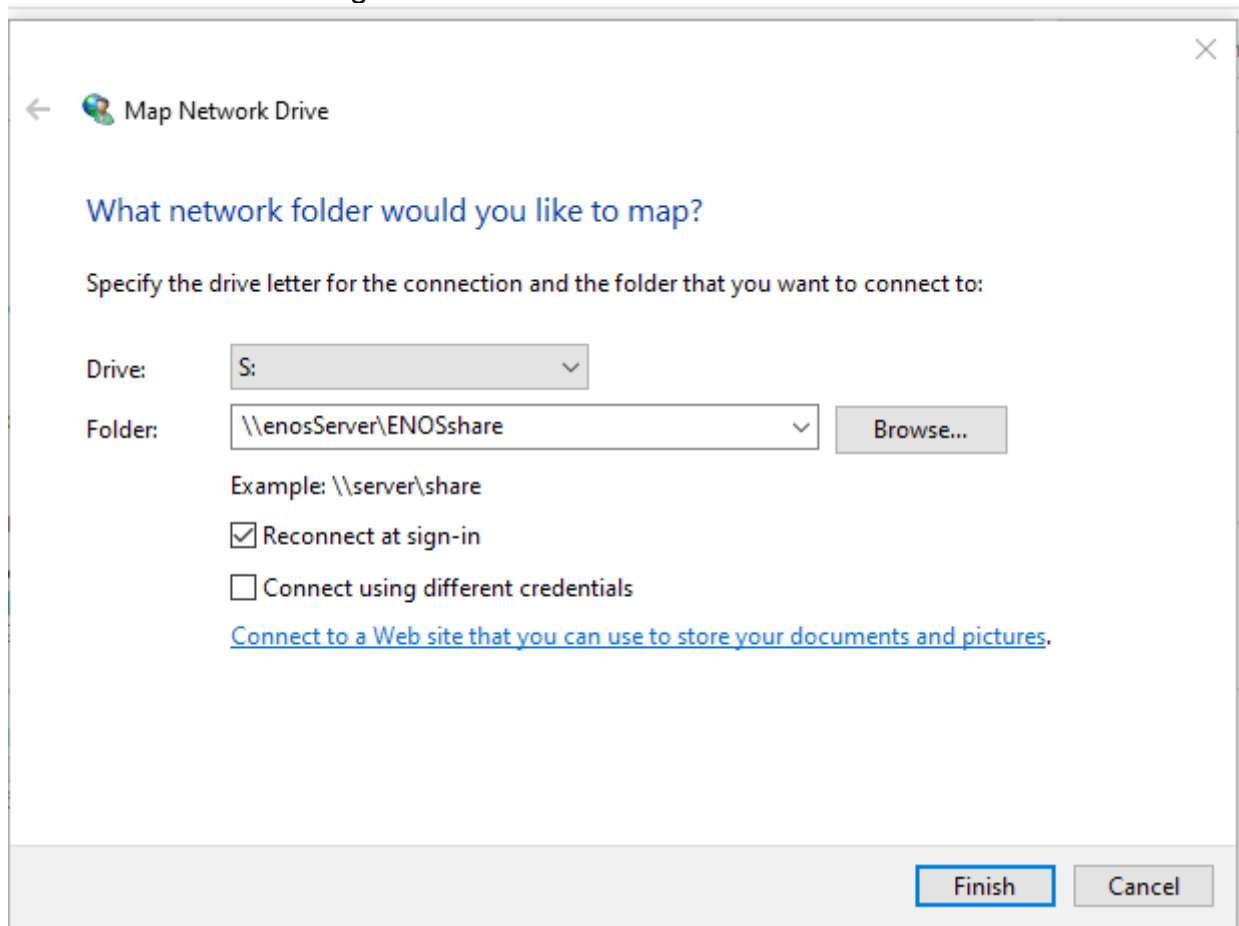 Map Network Drive
What network folder would you like to map?
Specify the drive letter for the connection and the folder that you want to connect to:
Drive: S:
Folder: \\enosServer\ENOSshare Browse...
Example: \\server\share
Reconnect at sign-in
Connect using different credentials
Connect to a Web site that you can use to store your documents and pictures.
Finish Cancel